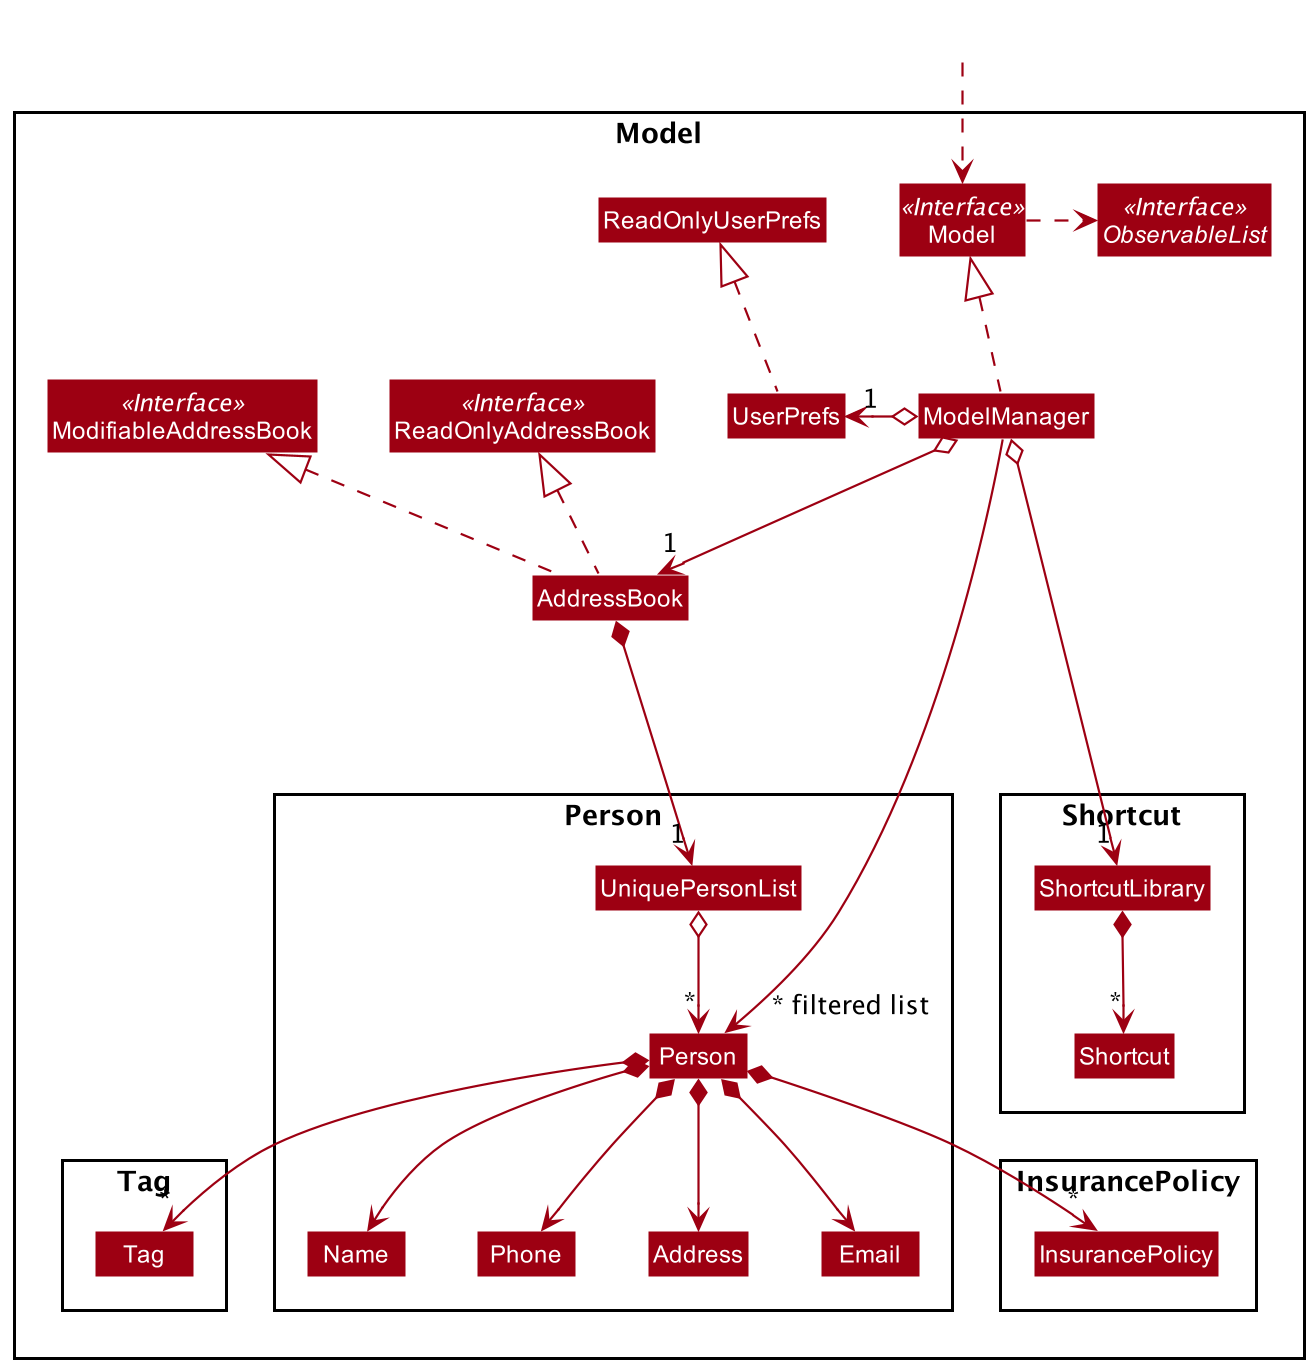 Model
ReadOnlyUserPrefs
«Interface»
Model
«Interface»
ObservableList
«Interface»
ModifiableAddressBook
«Interface»
ReadOnlyAddressBook
UserPrefs
1
ModelManager
1
AddressBook
Person
1
UniquePersonList
Shortcut
1
ShortcutLibrary
*
* filtered list
*
Person
Shortcut
Tag
*
Tag
Name
Phone
Address
Email
InsurancePolicy
*
InsurancePolicy